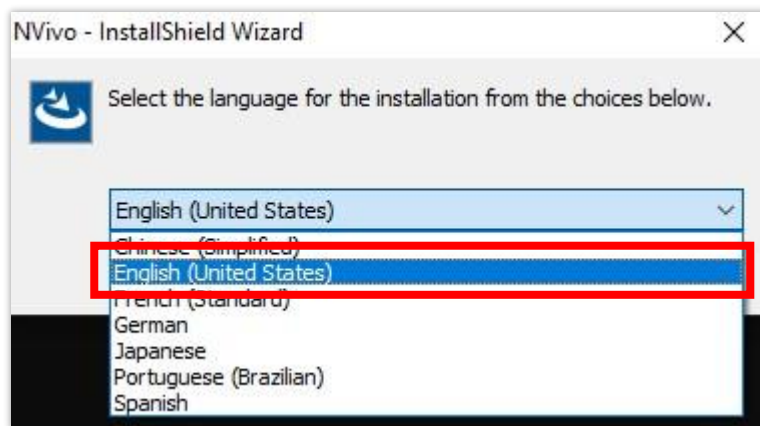 NVivo - InstallShield Wizard
Select the language for the installation from the choices below.
English (United States)
Chinese (Simplified)
English (United States)
French (Standard)
German
Japanese
Portuguese (Brazilian)
Spanish